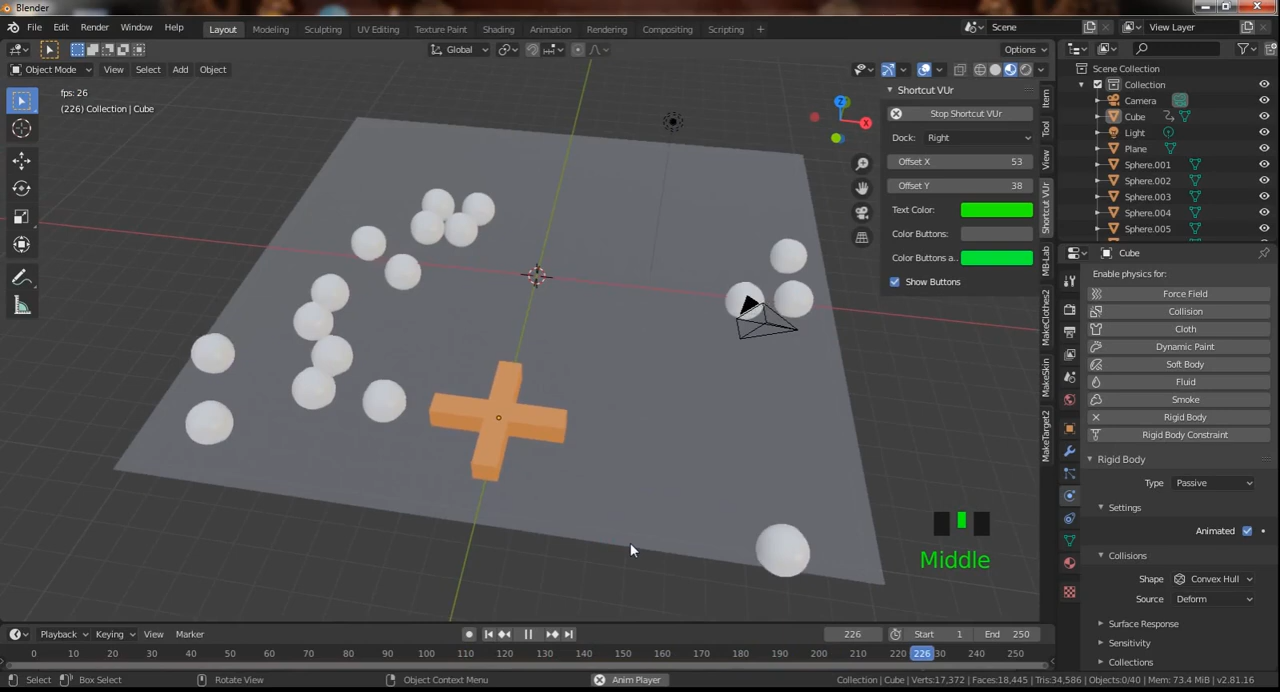 Blender
File Edit Render Window Help
Layout Modeling Sculpting UV Editing Texture Paint Shading Animation Rendering Compositing Scripting +
Scene
View Layer
Global
Options
Object Mode View Select Add Object
fps: 26
(226) Collection | Cube
Z
X
Shortcut VUr
Stop Shortcut VUr
Dock: Right
Offset X 53
Offset Y 38
Text Color:
Color Buttons:
Color Buttons a..
Show Buttons
Item
Tool
View
Shortcut VUr
MB-Lab
MakeClothes2
MakeSkin
MakeTarget2
Scene Collection
Collection
Camera
Cube
Light
Plane
Sphere.001
Sphere.002
Sphere.003
Sphere.004
Sphere.005
Cube
Enable physics for:
Force Field
Collision
Cloth
Dynamic Paint
Soft Body
Fluid
Smoke
Rigid Body
Rigid Body Constraint
Rigid Body
Type Passive
Settings
Animated
Collisions
Shape Convex Hull
Source Deform
Surface Response
Sensitivity
Collections
Middle
Playback Keying View Marker
226 Start 1 End 250
0 10 20 30 40 50 60 70 80 90 100 110 120 130 140 150 160 170 180 190 200 210 220 226 30 240 250
Select Box Select Rotate View Object Context Menu Anim Player Collection | Cube | Verts:17,372 | Faces:18,445 | Tris:34,586 | Objects:0/40 | Mem: 73.4 MiB | v2.81.16